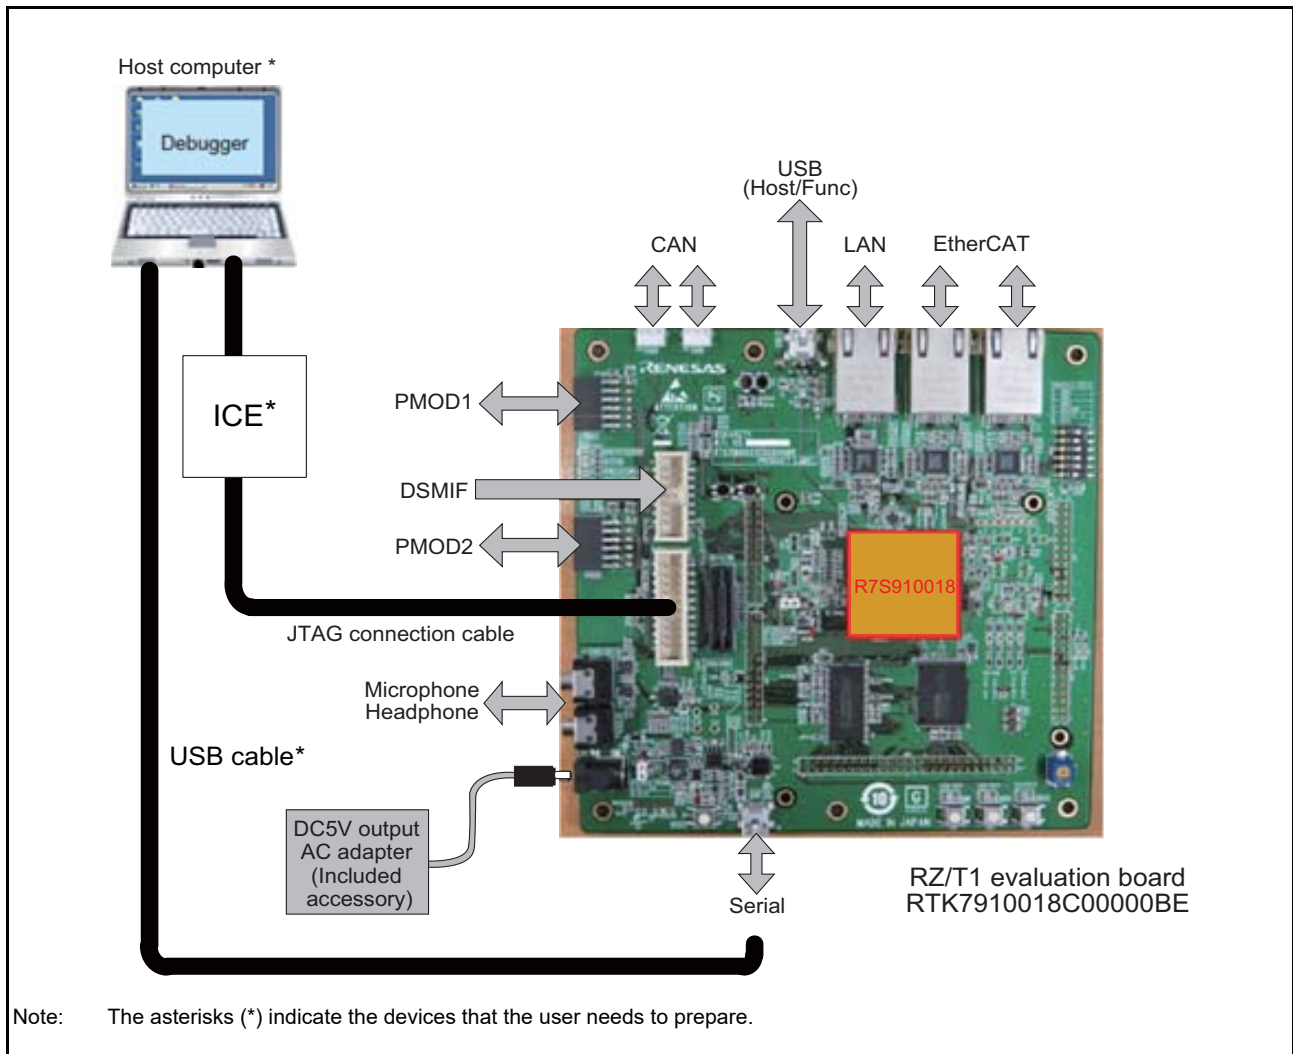 Host computer *
Debugger
USB
(Host/Func)
CAN
LAN
EtherCAT
RENESAS
ATTENTION
PMOD1
ICE*
DSMIF
PMOD2
R7S910018
JTAG connection cable
Microphone
Headphone
USB cable*
DC5V output
AC adapter
(Included
accessory)
10
G
MADE IN JAPAN
Serial
RZ/T1 evaluation board
RTK7910018C00000BE
Note: The asterisks (*) indicate the devices that the user needs to prepare.